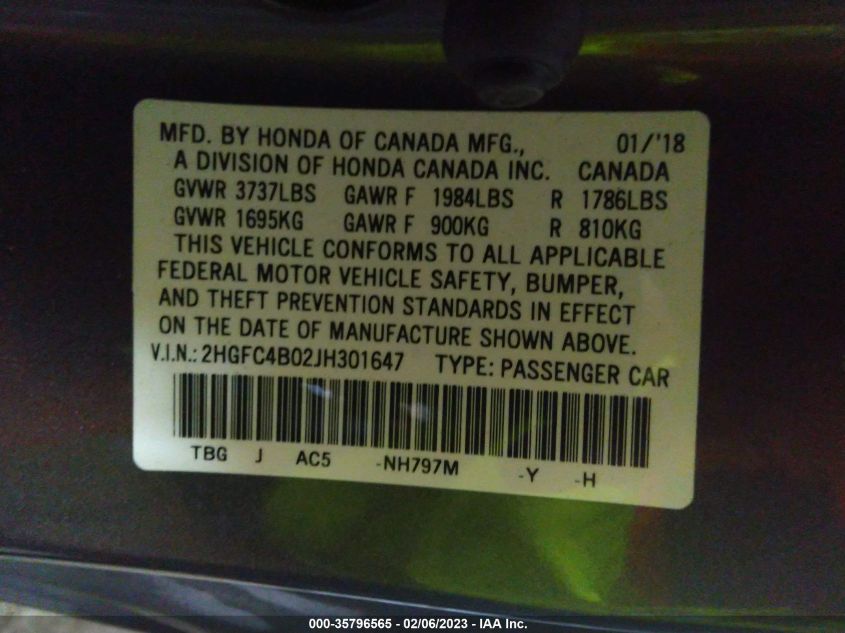 MFD. BY HONDA OF CANADA MFG., 01/'18
A DIVISION OF HONDA CANADA INC. CANADA
GVWR 3737LBS GAWR F 1984LBS R 1786LBS
GVWR 1695KG GAWR F 900KG R 810KG
THIS VEHICLE CONFORMS TO ALL APPLICABLE
FEDERAL MOTOR VEHICLE SAFETY, BUMPER,
AND THEFT PREVENTION STANDARDS IN EFFECT
ON THE DATE OF MANUFACTURE SHOWN ABOVE.
V.I.N.: 2HGFC4B02JH301647 TYPE: PASSENGER CAR
TBG J AC5 -NH797M -Y -H
000-35796565 - 02/06/2023 - IAA Inc.